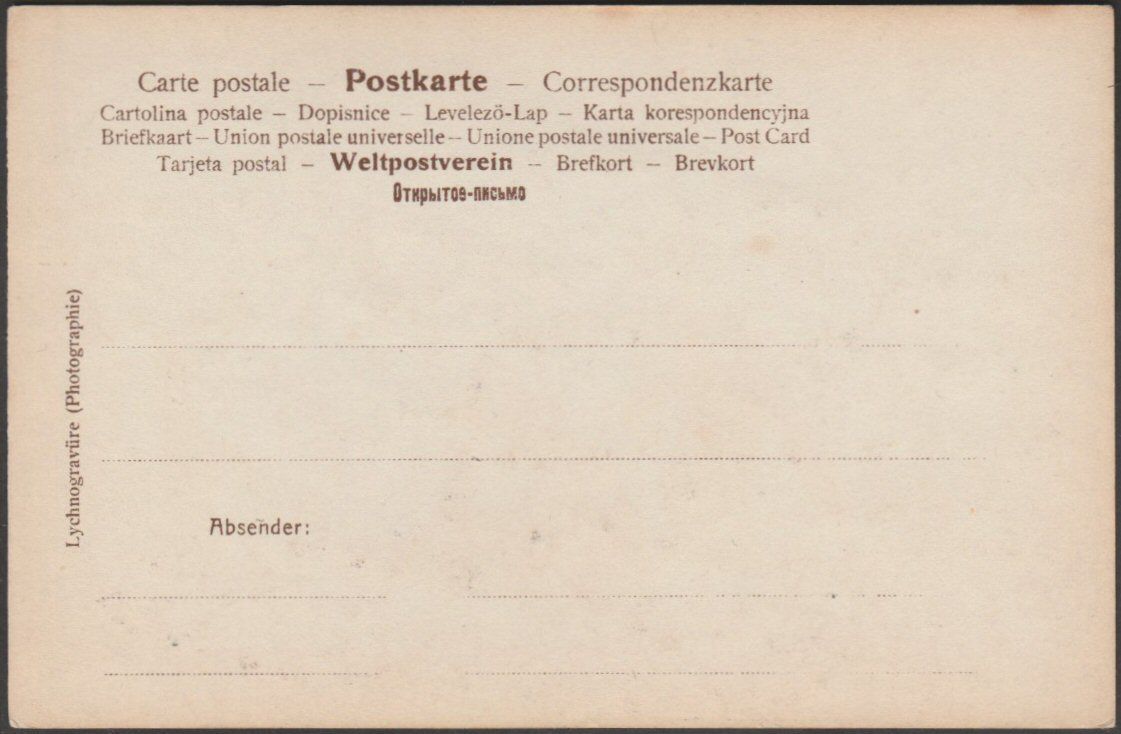 Carte postale – Postkarte – Correspondenzkarte
Cartolina postale – Dopisnice – Levelező-Lap – Karta korespondencyjna
Briefkaart – Union postale universelle – Unione postale universale – Post Card
Tarjeta postal – Weltpostverein – Brefkort – Brevkort
Открытое-письмо
Lychnogravüre (Photographie)
Absender: